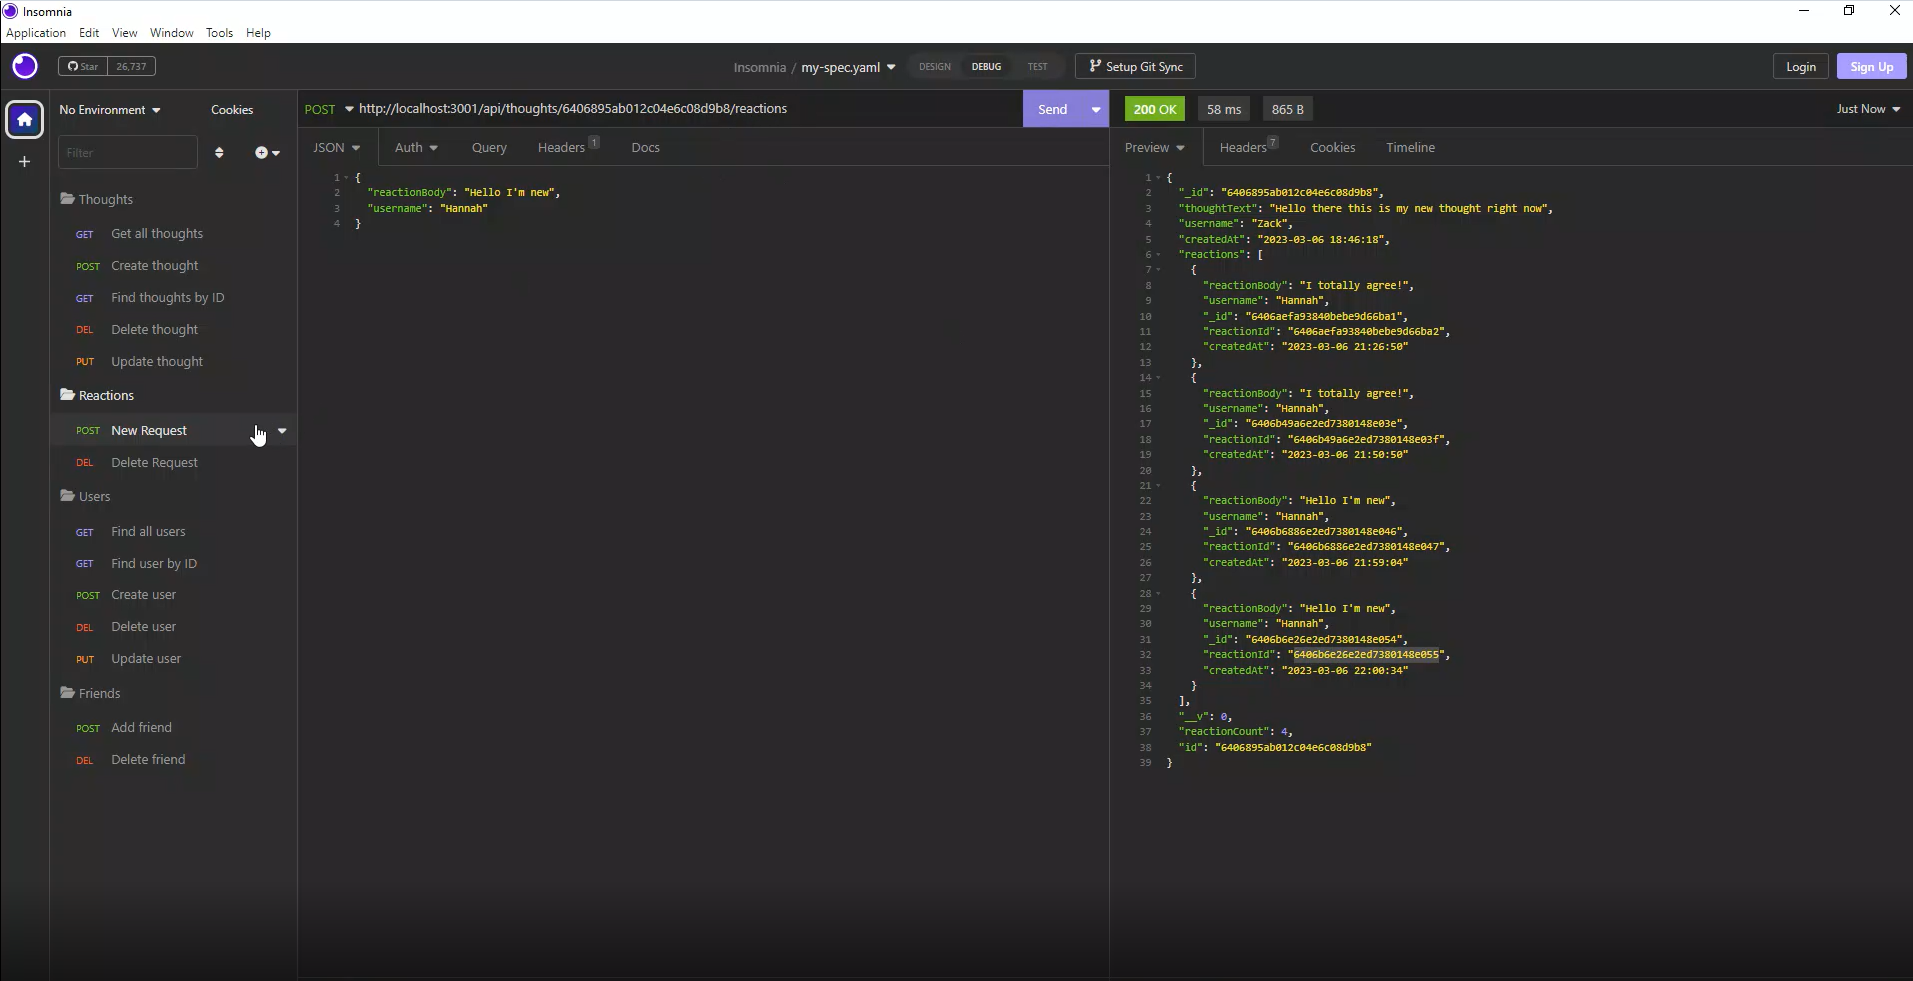 Insomnia
Application Edit View Window Tools Help
Star 26,737
Insomnia / my-spec.yaml
DESIGN DEBUG TEST
Setup Git Sync
Login Sign Up
No Environment Cookies
Filter
Thoughts
GET Get all thoughts
POST Create thought
GET Find thoughts by ID
DEL Delete thought
PUT Update thought
Reactions
POST New Request
DEL Delete Request
Users
GET Find all users
GET Find user by ID
POST Create user
DEL Delete user
PUT Update user
Friends
POST Add friend
DEL Delete friend
POST http://localhost:3001/api/thoughts/6406895ab012c04e6c08d9b8/reactions Send
JSON Auth Query Headers 1 Docs
1 {
2 "reactionBody": "Hello I'm new",
3 "username": "Hannah"
4 }
200 OK 58 ms 865 B Just Now
Preview Headers 7 Cookies Timeline
1 {
2 "_id": "6406895ab012c04e6c08d9b8",
3 "thoughtText": "Hello there this is my new thought right now",
4 "username": "Zack",
5 "createdAt": "2023-03-06 18:46:18",
6 "reactions": [
7 {
8 "reactionBody": "I totally agree!",
9 "username": "Hannah",
10 "_id": "6406aefa93840bebe9d66ba1",
11 "reactionId": "6406aefa93840bebe9d66ba2",
12 "createdAt": "2023-03-06 21:26:50"
13 },
14 {
15 "reactionBody": "I totally agree!",
16 "username": "Hannah",
17 "_id": "6406b49a6e2ed7380148e03e",
18 "reactionId": "6406b49a6e2ed7380148e03f",
19 "createdAt": "2023-03-06 21:50:50"
20 },
21 {
22 "reactionBody": "Hello I'm new",
23 "username": "Hannah",
24 "_id": "6406b6886e2ed7380148e046",
25 "reactionId": "6406b6886e2ed7380148e047",
26 "createdAt": "2023-03-06 21:59:04"
27 },
28 {
29 "reactionBody": "Hello I'm new",
30 "username": "Hannah",
31 "_id": "6406b6e26e2ed7380148e054",
32 "reactionId": "6406b6e26e2ed7380148e055",
33 "createdAt": "2023-03-06 22:00:34"
34 }
35 ],
36 "__v": 0,
37 "reactionCount": 4,
38 "id": "6406895ab012c04e6c08d9b8"
39 }